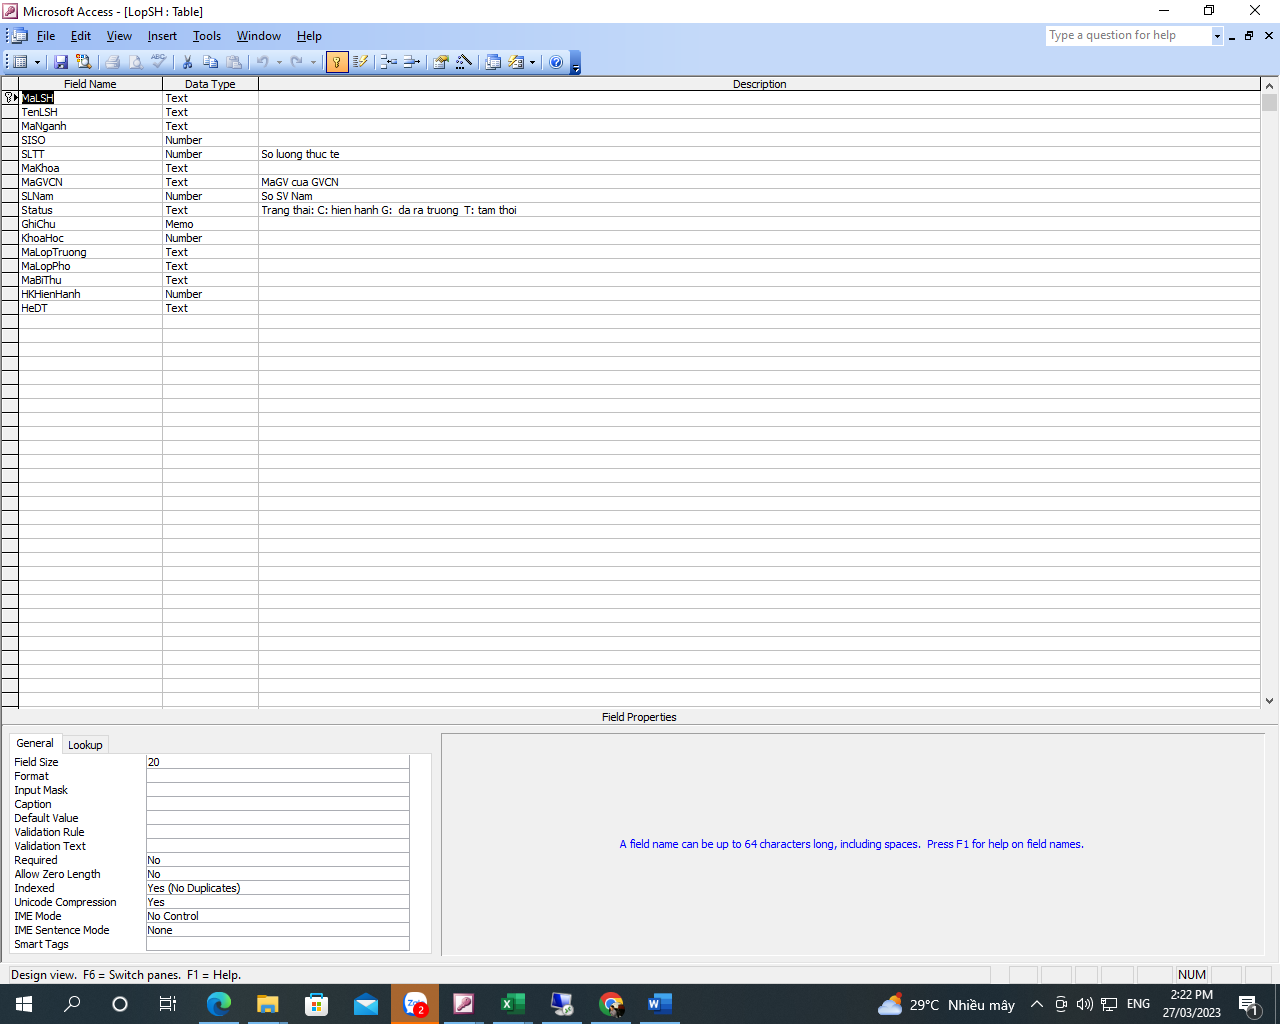 Microsoft Access - [LopSH : Table]
File Edit View Insert Tools Window Help Type a question for help
Field Name Data Type Description
MaLSH Text
TenLSH Text
MaNganh Text
SISO Number
SLTT Number So luong thuc te
MaKhoa Text
MaGVCN Text MaGV cua GVCN
SLNam Number So SV Nam
Status Text Trang thai: C: hien hanh G:  da ra truong  T: tam thoi
GhiChu Memo
KhoaHoc Number
MaLopTruong Text
MaLopPho Text
MaBiThu Text
HKHienHanh Number
HeDT Text
Field Properties
General Lookup
Field Size 20
Format
Input Mask
Caption
Default Value
Validation Rule
Validation Text
Required No
Allow Zero Length No
Indexed Yes (No Duplicates)
Unicode Compression Yes
IME Mode No Control
IME Sentence Mode None
Smart Tags
A field name can be up to 64 characters long, including spaces.  Press F1 for help on field names.
Design view.  F6 = Switch panes.  F1 = Help. NUM
Zalo 2 29°C Nhiều mây ENG 2:22 PM 1
27/03/2023